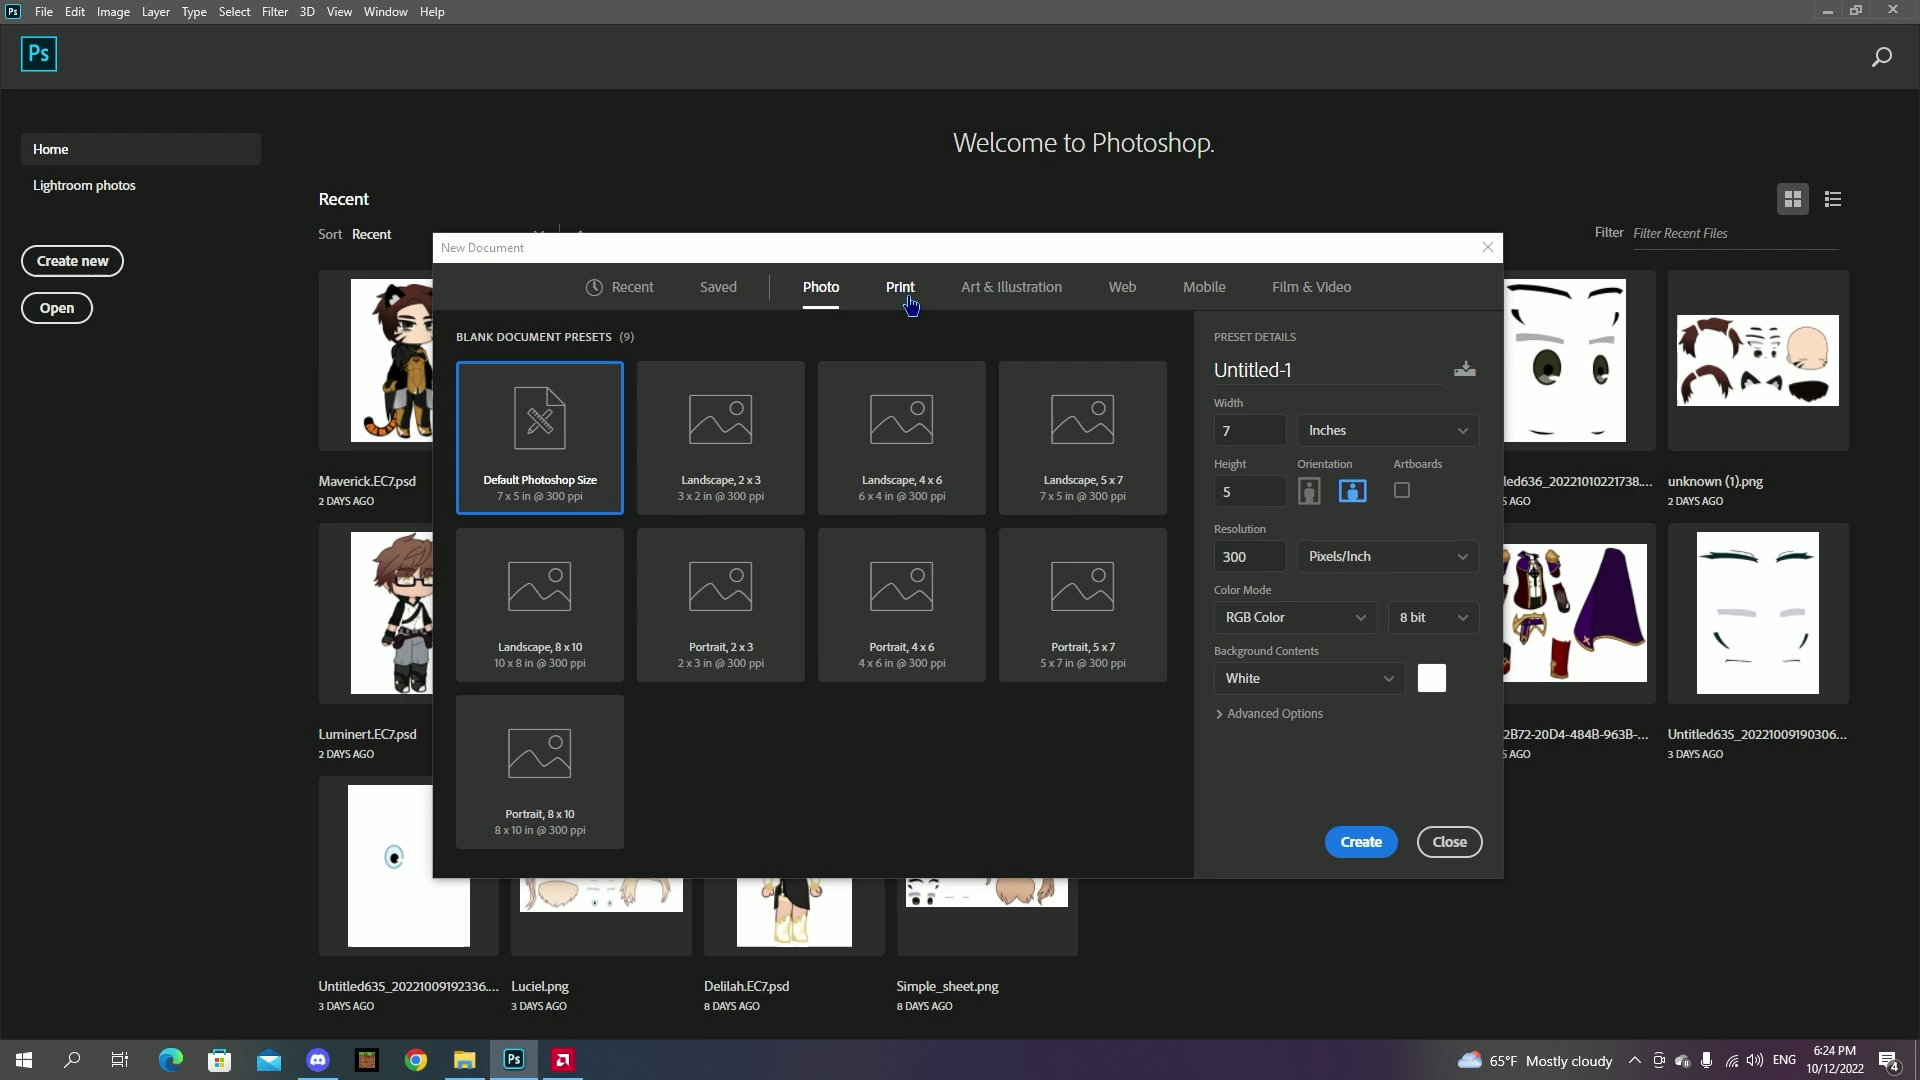 Ps File Edit Image Layer Type Select Filter 3D View Window Help
Ps
Home
Lightroom photos
Create new
Open
Welcome to Photoshop.
Recent
Sort Recent
Filter Filter Recent Files
New Document
Recent Saved Photo Print Art & Illustration Web Mobile Film & Video
BLANK DOCUMENT PRESETS (9)
Default Photoshop Size
7 x 5 in @ 300 ppi
Landscape, 2 x 3
3 x 2 in @ 300 ppi
Landscape, 4 x 6
6 x 4 in @ 300 ppi
Landscape, 5 x 7
7 x 5 in @ 300 ppi
Landscape, 8 x 10
10 x 8 in @ 300 ppi
Portrait, 2 x 3
2 x 3 in @ 300 ppi
Portrait, 4 x 6
4 x 6 in @ 300 ppi
Portrait, 5 x 7
5 x 7 in @ 300 ppi
Portrait, 8 x 10
8 x 10 in @ 300 ppi
PRESET DETAILS
Untitled-1
Width
7 Inches
Height Orientation Artboards
5
Resolution
300 Pixels/Inch
Color Mode
RGB Color 8 bit
Background Contents
White
Advanced Options
Create Close
Maverick.EC7.psd
2 DAYS AGO
led636_20221010221738....
S AGO
unknown (1).png
2 DAYS AGO
Luminert.EC7.psd
2 DAYS AGO
2B72-20D4-484B-963B-...
S AGO
Untitled635_20221009190306...
3 DAYS AGO
Untitled635_20221009192336....
3 DAYS AGO
Luciel.png
3 DAYS AGO
Delilah.EC7.psd
8 DAYS AGO
Simple_sheet.png
8 DAYS AGO
Ps
65°F Mostly cloudy
ENG
6:24 PM
10/12/2022
4